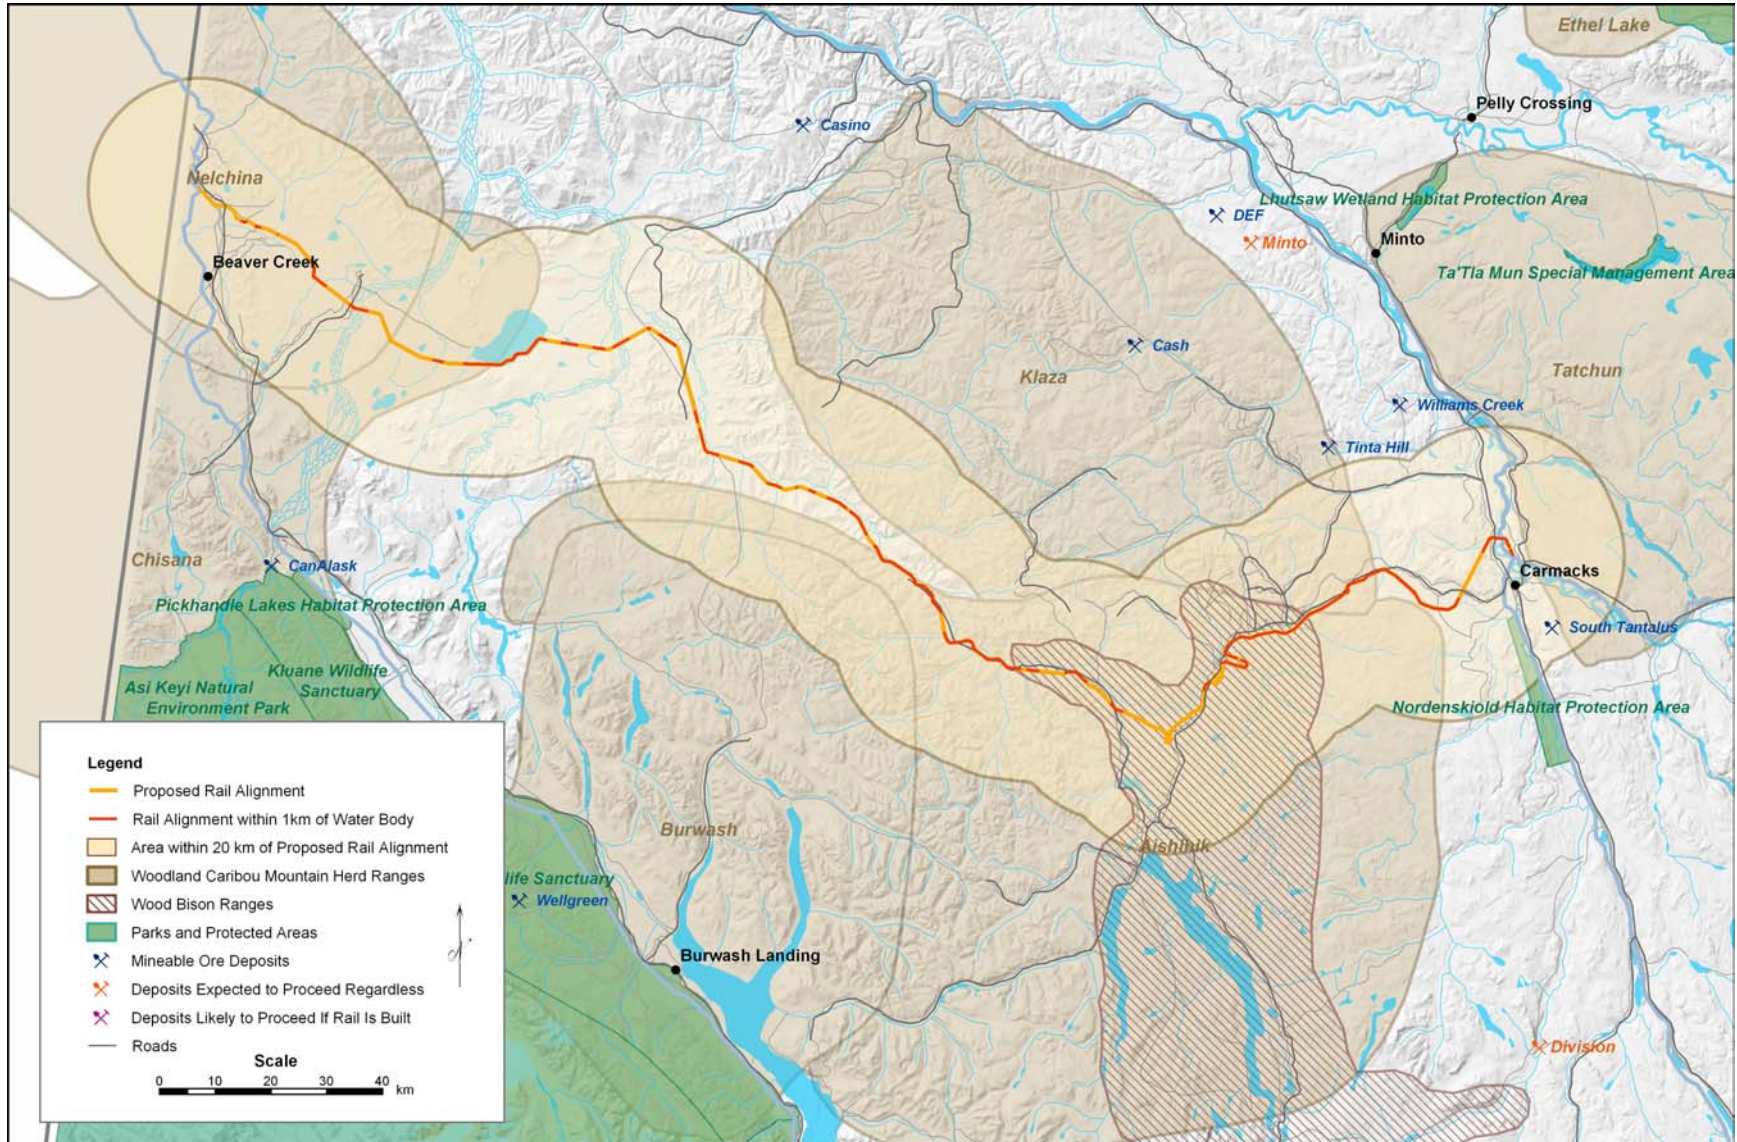 Ethel Lake
Pelly Crossing
Casino
Nelchina
Lhutsaw Wetland Habitat Protection Area
DEF
Minto
Minto
Beaver Creek
Ta'Tla Mun Special Management Area
Cash
Klaza
Tatchun
Williams Creek
Tinta Hill
Chisana
CanAlask
Carmacks
Pickhandle Lakes Habitat Protection Area
South Tantalus
Kluane Wildlife
Sanctuary
Asi Keyi Natural
Environment Park
Nordenskiold Habitat Protection Area
Legend
Proposed Rail Alignment
Rail Alignment within 1km of Water Body
Area within 20 km of Proposed Rail Alignment
Woodland Caribou Mountain Herd Ranges
Wood Bison Ranges
Parks and Protected Areas
Mineable Ore Deposits
Deposits Expected to Proceed Regardless
Deposits Likely to Proceed If Rail Is Built
Roads
Scale
0 10 20 30 40
km
N
Burwash
Aishihik
life Sanctuary
Wellgreen
Burwash Landing
Division